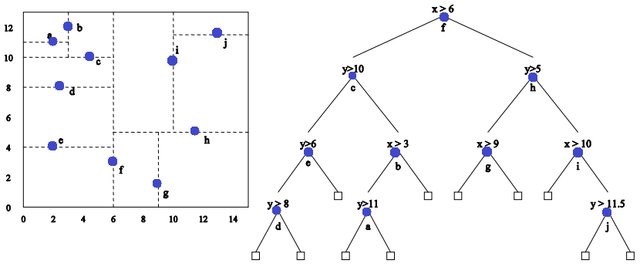 12
10
8
6
4
2
0
0 2 4 6 8 10 12 14
a
b
c
d
e
f
g
h
i
j
x > 6
f
y>10
c
y>5
h
y>6
e
x > 3
b
x > 9
g
x > 10
i
y > 8
d
y>11
a
y > 11.5
j